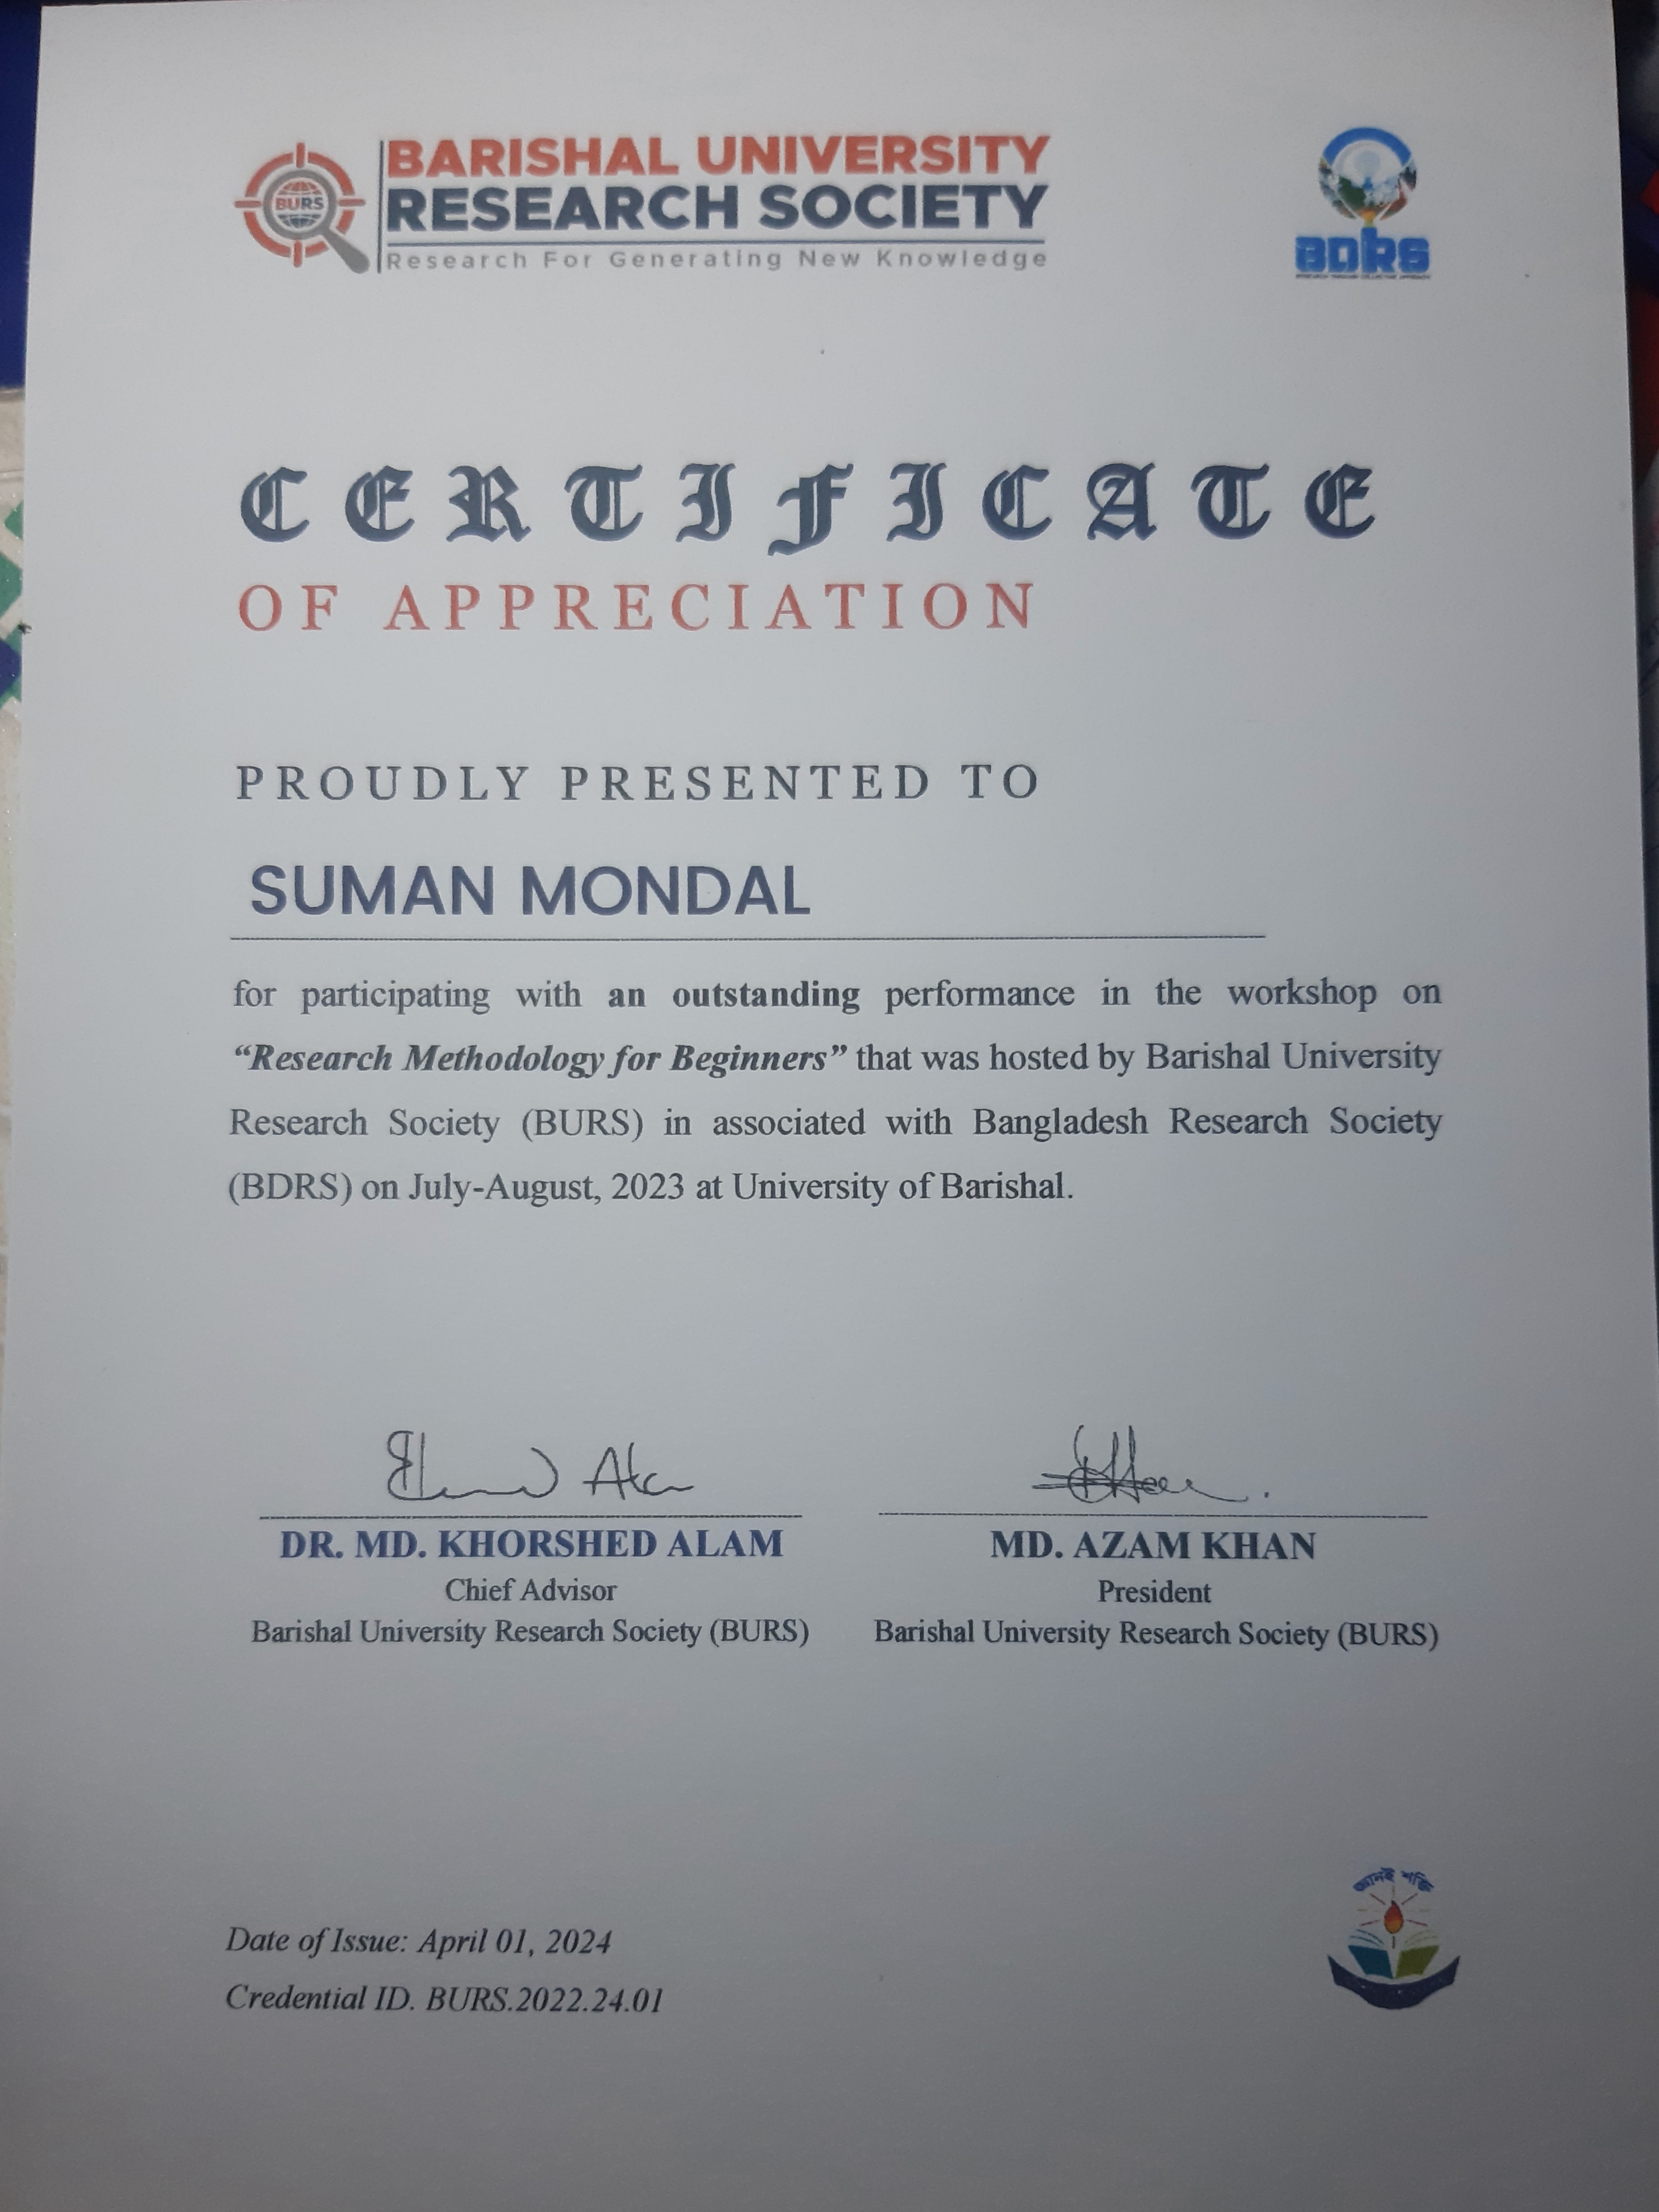 BURS
BARISHAL UNIVERSITY
RESEARCH SOCIETY
Research For Generating New Knowledge
BDRS
CERTIFICATE
OF APPRECIATION
PROUDLY PRESENTED TO
SUMAN MONDAL
for participating with an outstanding performance in the workshop on
“Research Methodology for Beginners” that was hosted by Barishal University
Research Society (BURS) in associated with Bangladesh Research Society
(BDRS) on July-August, 2023 at University of Barishal.
DR. MD. KHORSHED ALAM
Chief Advisor
Barishal University Research Society (BURS)
MD. AZAM KHAN
President
Barishal University Research Society (BURS)
জ্ঞানই শক্তি
Date of Issue: April 01, 2024
Credential ID. BURS.2022.24.01